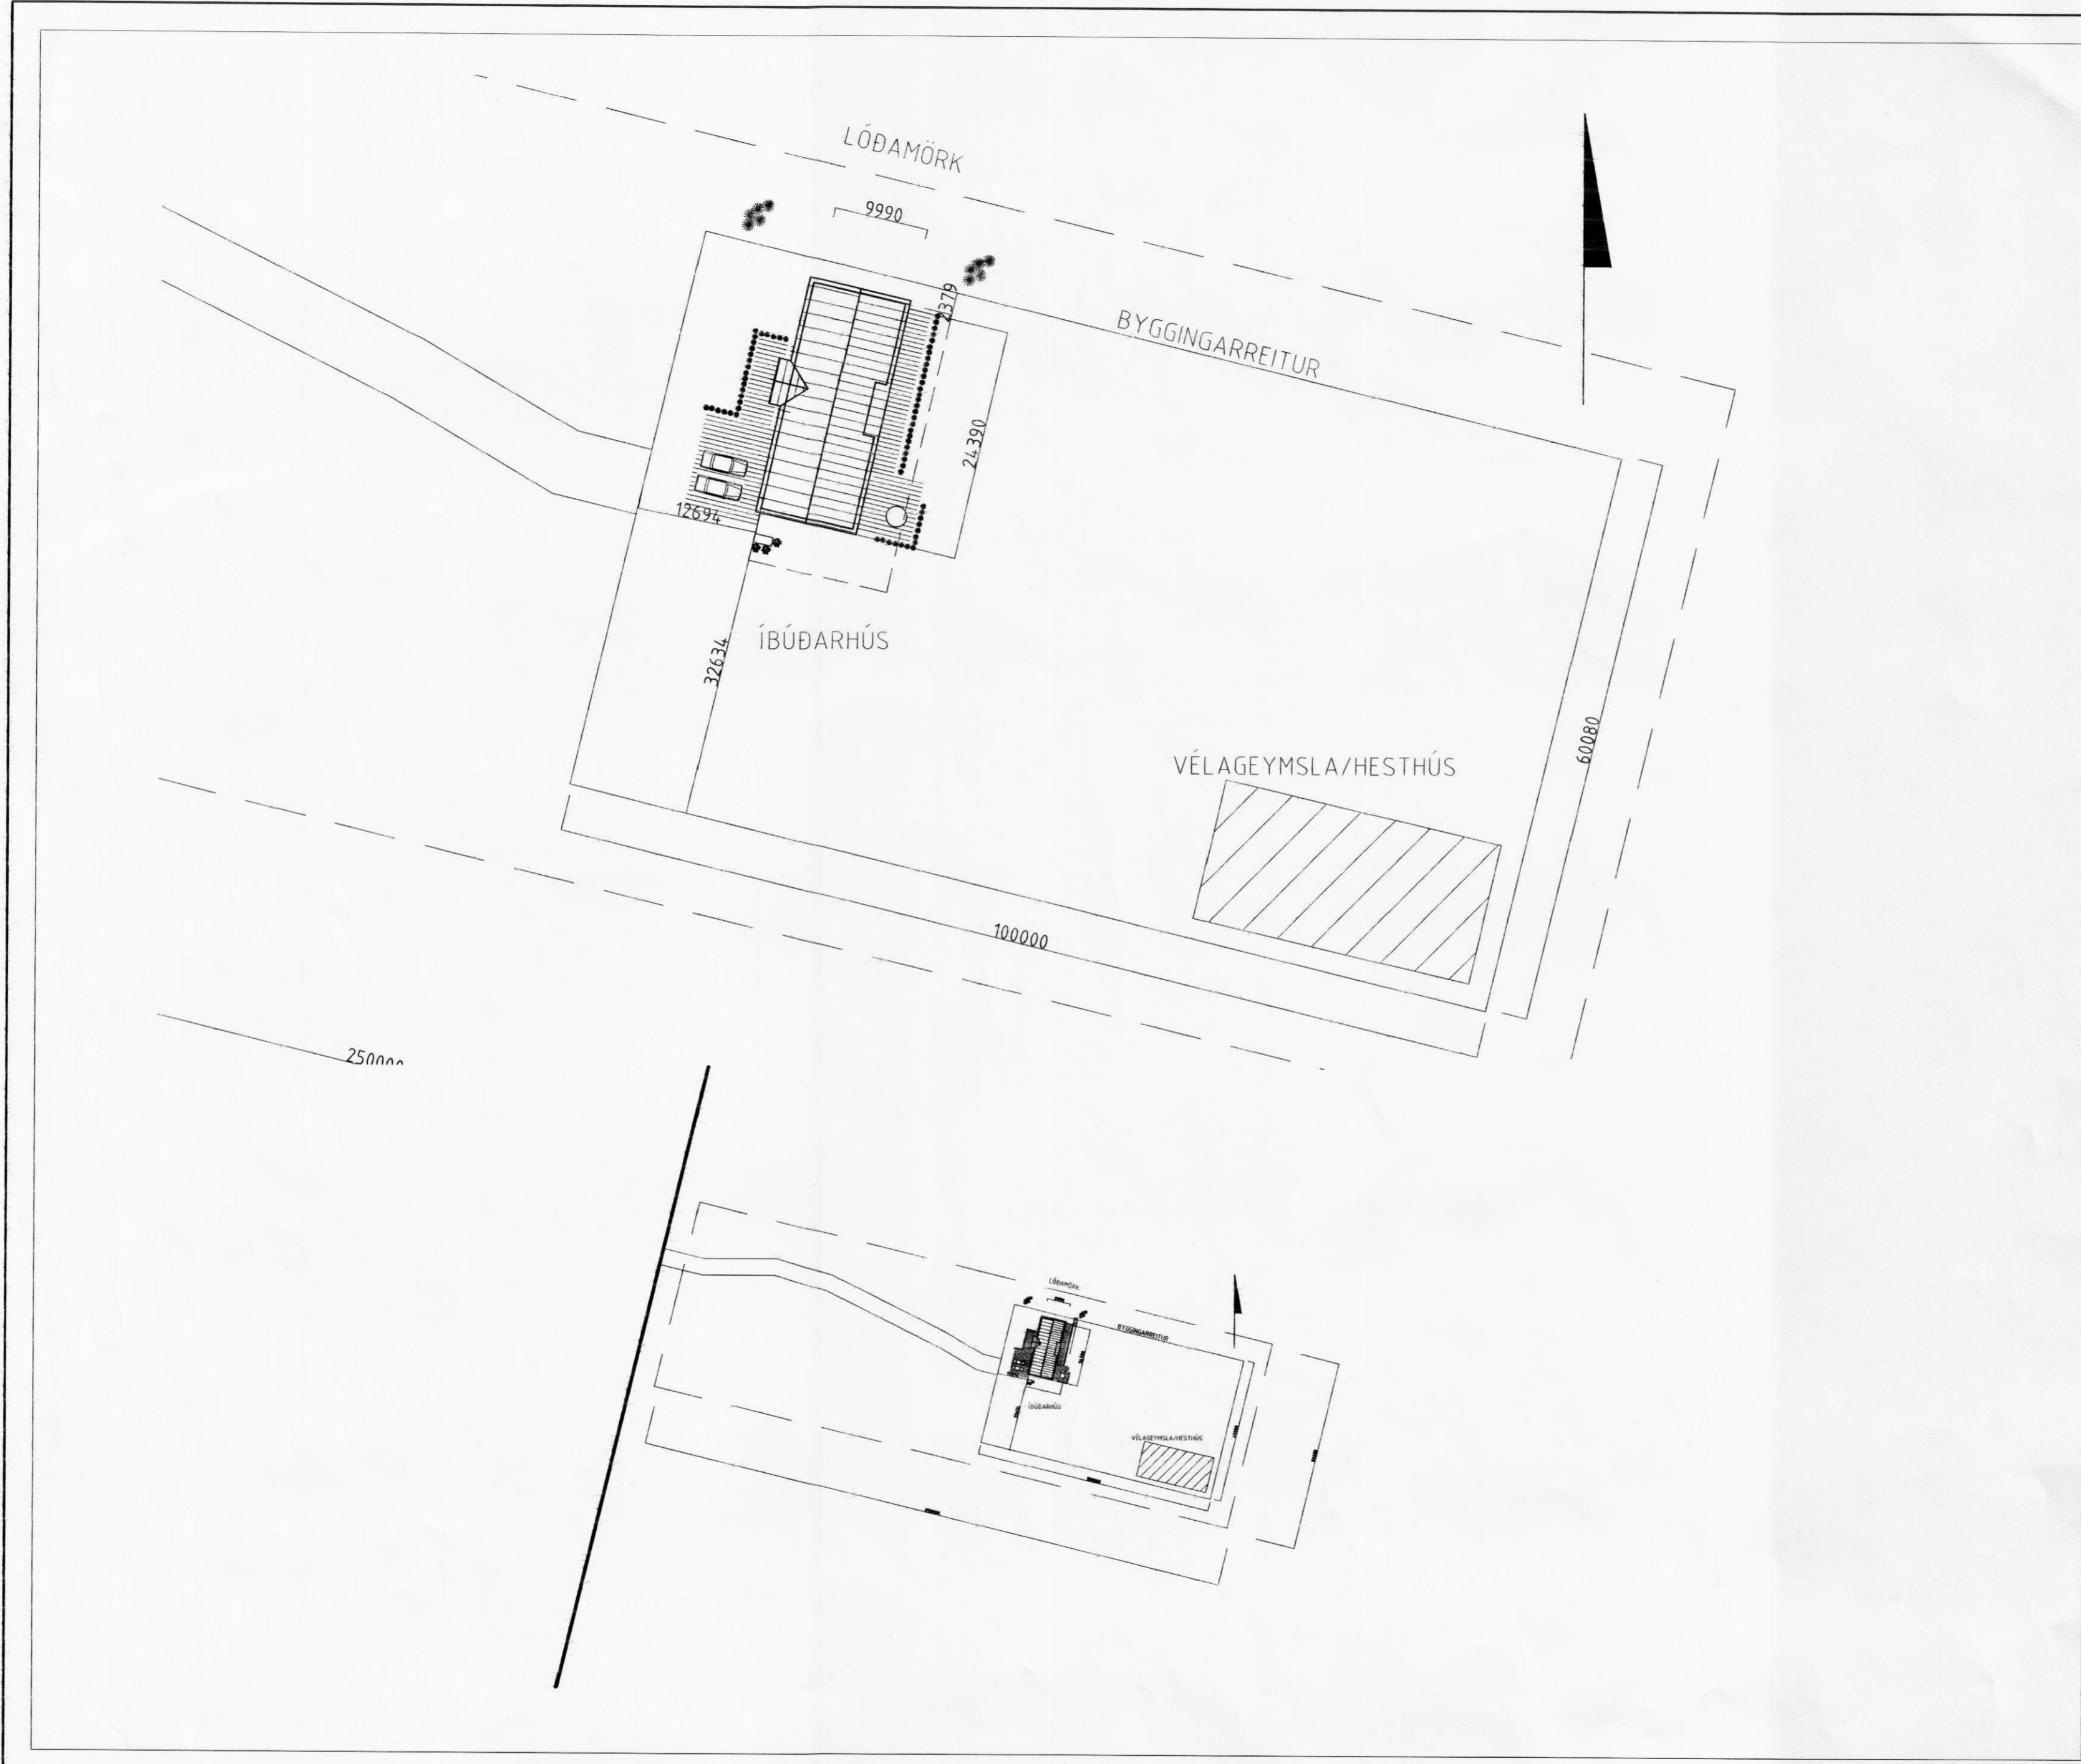 LÓÐAMÖRK
9990
2379
BYGGINGARREITUR
24390
12694
ÍBÚÐARHÚS
32634
60080
VÉLAGEYMSLA/HESTHÚS
100000
LÓÐAMÖRK
BYGGINGARREITUR
ÍBÚÐARHÚS
VÉLAGEYMSLA/HESTHÚS